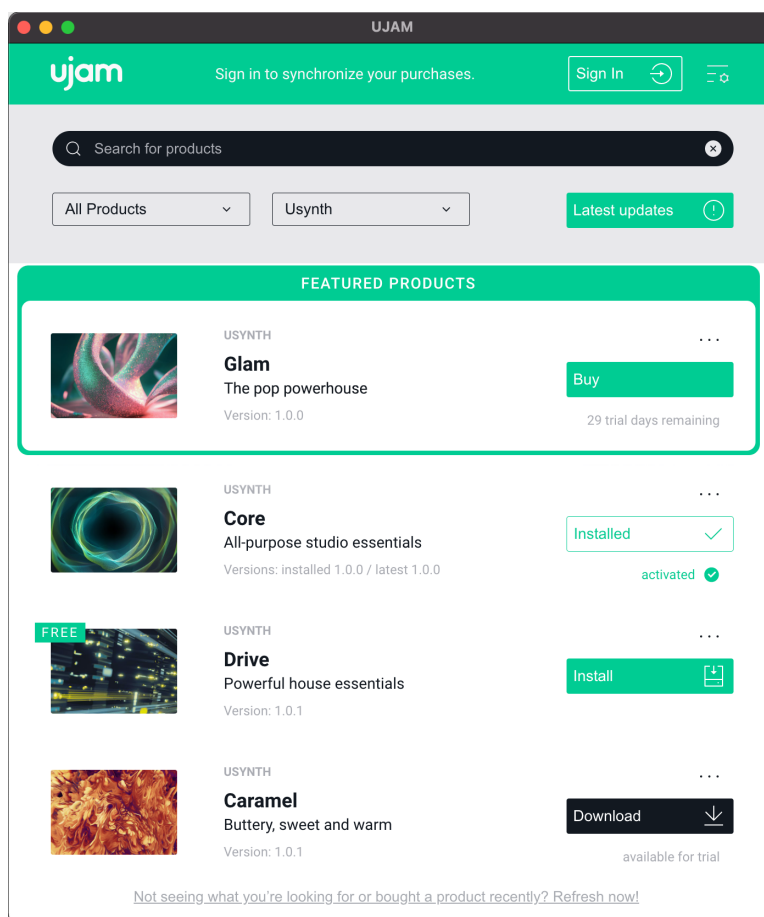 UJAM
ujam
Sign in to synchronize your purchases.
Sign In
Search for products
All Products
Usynth
Latest updates
FEATURED PRODUCTS
USYNTH
Glam
The pop powerhouse
Version: 1.0.0
...
Buy
29 trial days remaining
USYNTH
Core
All-purpose studio essentials
Versions: installed 1.0.0 / latest 1.0.0
...
Installed
activated
FREE
USYNTH
Drive
Powerful house essentials
Version: 1.0.1
...
Install
USYNTH
Caramel
Buttery, sweet and warm
Version: 1.0.1
...
Download
available for trial
Not seeing what you’re looking for or bought a product recently? Refresh now!